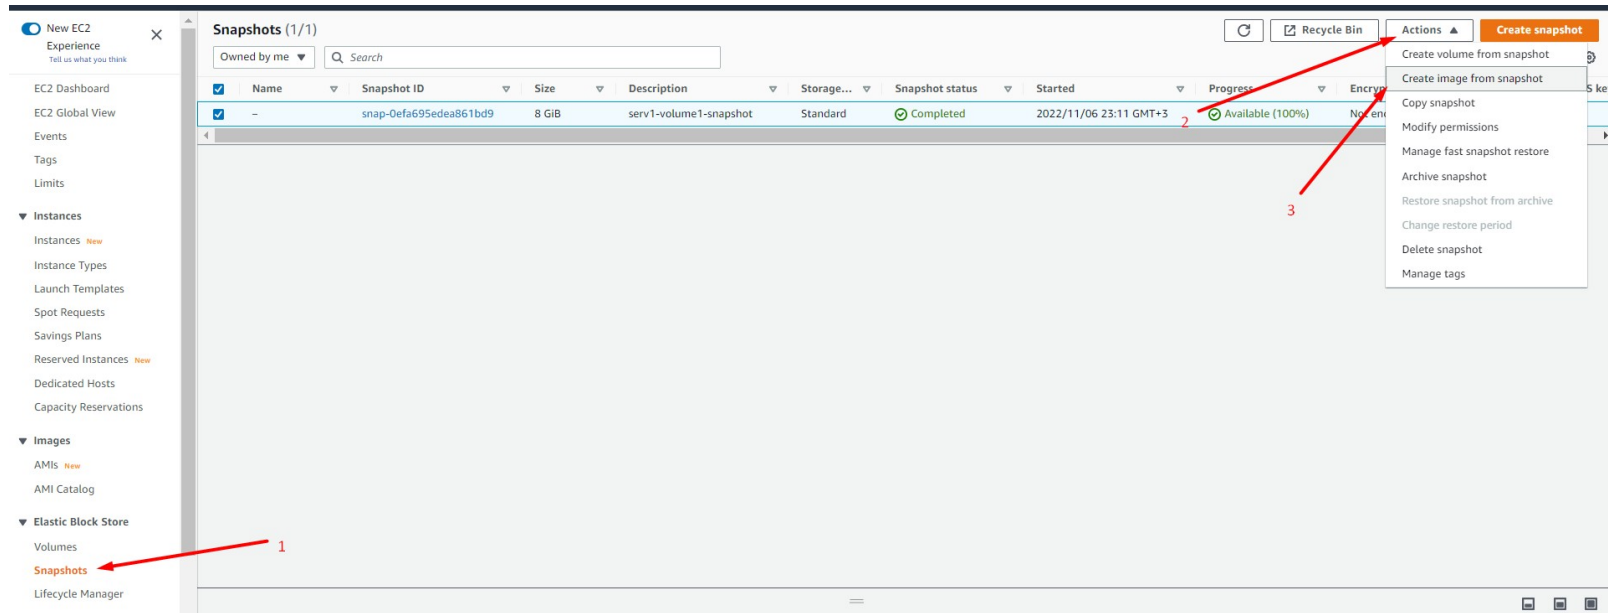 New EC2
Experience
Tell us what you think
EC2 Dashboard
EC2 Global View
Events
Tags
Limits
Instances
Instances New
Instance Types
Launch Templates
Spot Requests
Savings Plans
Reserved Instances New
Dedicated Hosts
Capacity Reservations
Images
AMIs New
AMI Catalog
Elastic Block Store
Volumes
Snapshots
Lifecycle Manager
1
Snapshots (1/1)
Recycle Bin
Actions
Create snapshot
Owned by me
Search
Name
Snapshot ID
Size
Description
Storage...
Snapshot status
Started
Progress
–
snap-0efa695edea861bd9
8 GiB
serv1-volume1-snapshot
Standard
Completed
2022/11/06 23:11 GMT+3
Available (100%)
2
3
Create volume from snapshot
Create image from snapshot
Copy snapshot
Modify permissions
Manage fast snapshot restore
Archive snapshot
Restore snapshot from archive
Change restore period
Delete snapshot
Manage tags